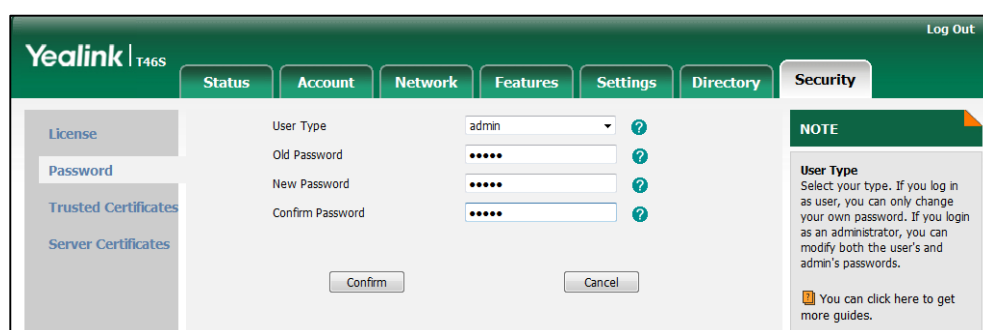 Log Out
Yealink T46S
Status Account Network Features Settings Directory Security
License
Password
Trusted Certificates
Server Certificates
User Type admin
Old Password •••••
New Password •••••
Confirm Password •••••
Confirm Cancel
NOTE
User Type
Select your type. If you log in
as user, you can only change
your own password. If you login
as an administrator, you can
modify both the user's and
admin's passwords.
You can click here to get
more guides.